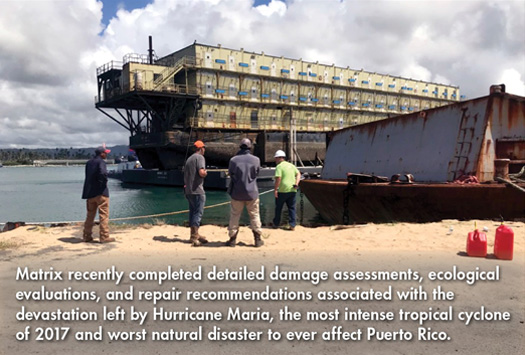 Matrix recently completed detailed damage assessments, ecological
evaluations, and repair recommendations associated with the
devastation left by Hurricane Maria, the most intense tropical cyclone
of 2017 and worst natural disaster to ever affect Puerto Rico.